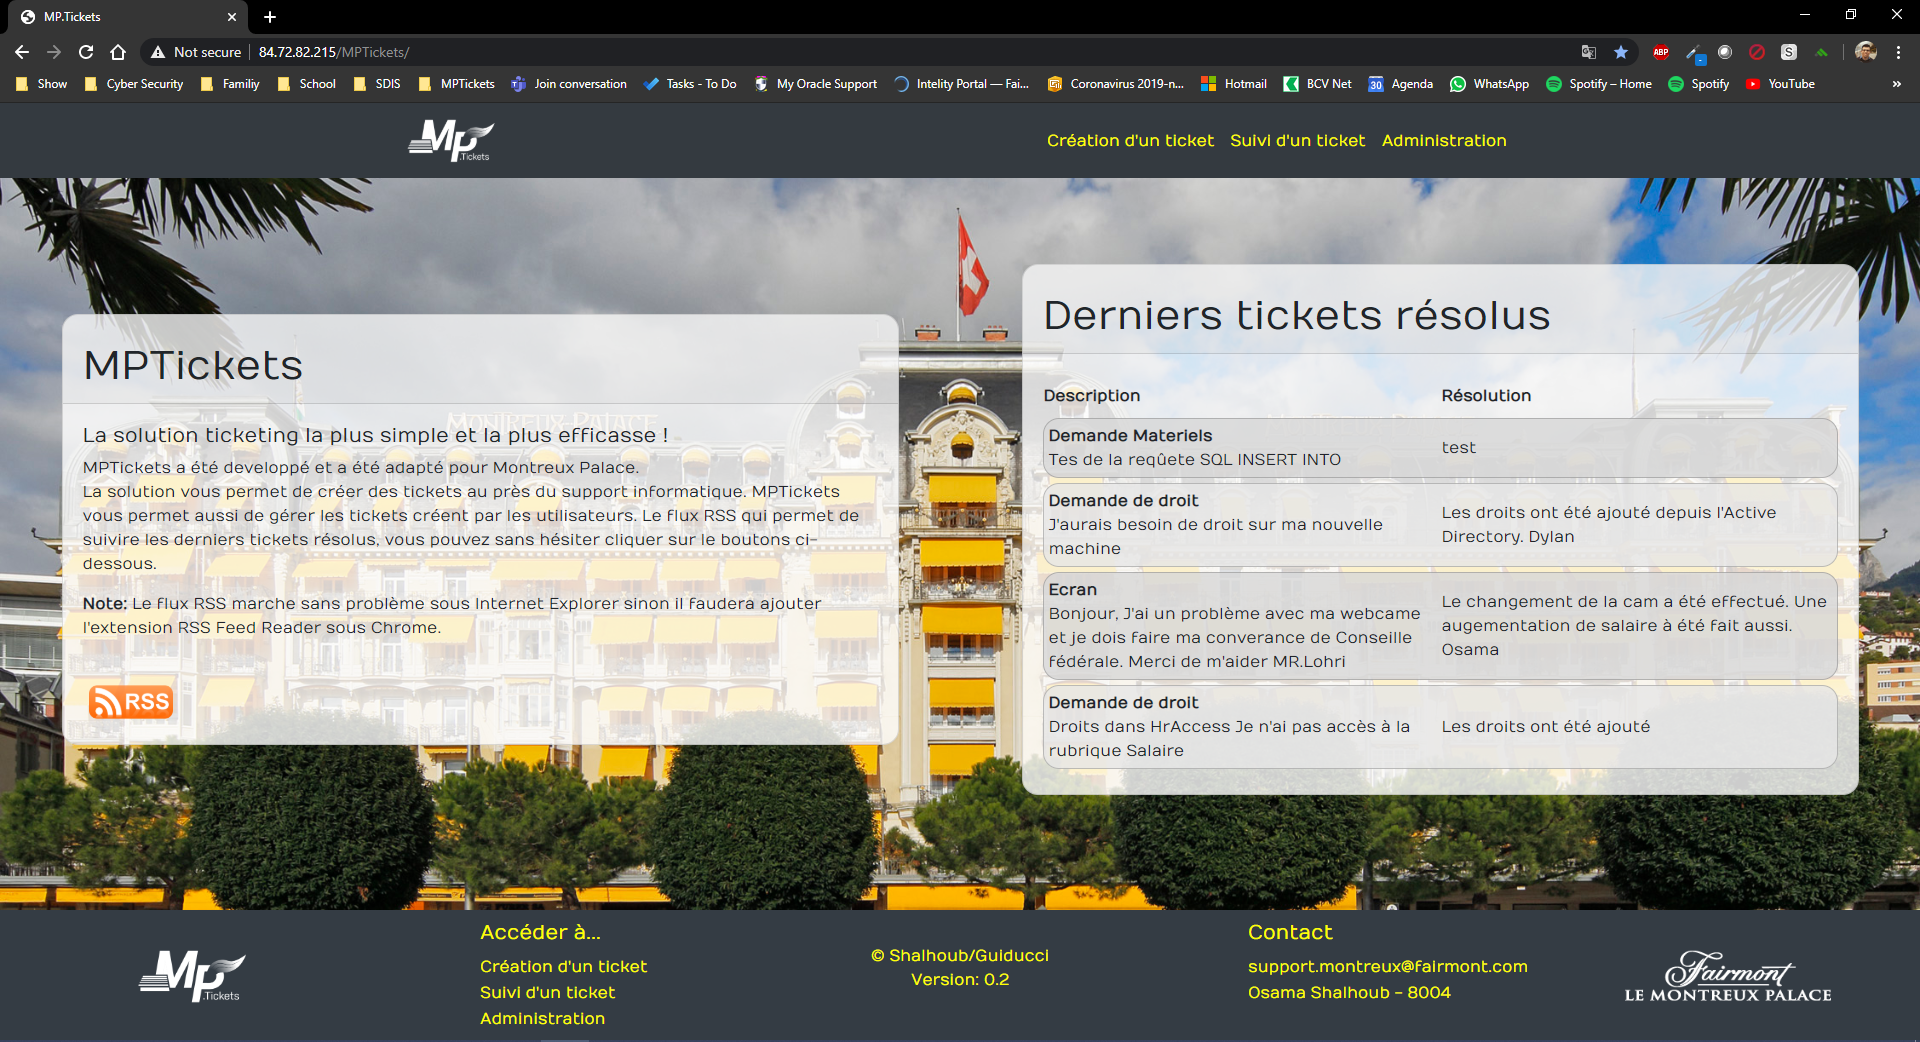 MP.Tickets
Not secure 84.72.82.215/MPTickets/
ABP
S
Show Cyber Security Familiy School SDIS MPTickets Join conversation Tasks - To Do My Oracle Support Intelity Portal — Fai... Coronavirus 2019-n... Hotmail BCV Net 30 Agenda WhatsApp Spotify – Home Spotify YouTube »
Mp
.Tickets
Création d'un ticket Suivi d'un ticket Administration
MPTickets
MONTREUX-PALACE
La solution ticketing la plus simple et la plus efficasse !
MPTickets a été developpé et a été adapté pour Montreux Palace.
La solution vous permet de créer des tickets au près du support informatique. MPTickets
vous permet aussi de gérer les tickets créent par les utilisateurs. Le flux RSS qui permet de
suivire les derniers tickets résolus, vous pouvez sans hésiter cliquer sur le boutons ci-
dessous.
Note: Le flux RSS marche sans problème sous Internet Explorer sinon il faudera ajouter
l'extension RSS Feed Reader sous Chrome.
RSS
Derniers tickets résolus
Description Résolution
Demande Materiels
Tes de la reqûete SQL INSERT INTO
test
Demande de droit
J'aurais besoin de droit sur ma nouvelle
machine
Les droits ont été ajouté depuis l'Active
Directory. Dylan
Ecran
Bonjour, J'ai un problème avec ma webcame
et je dois faire ma converance de Conseille
fédérale. Merci de m'aider MR.Lohri
Le changement de la cam a été effectué. Une
augementation de salaire à été fait aussi.
Osama
Demande de droit
Droits dans HrAccess Je n'ai pas accès à la
rubrique Salaire
Les droits ont été ajouté
Mp
.Tickets
Accéder à...
Création d'un ticket
Suivi d'un ticket
Administration
© Shalhoub/Guiducci
Version: 0.2
Contact
support.montreux@fairmont.com
Osama Shalhoub - 8004
Fairmont
LE MONTREUX PALACE